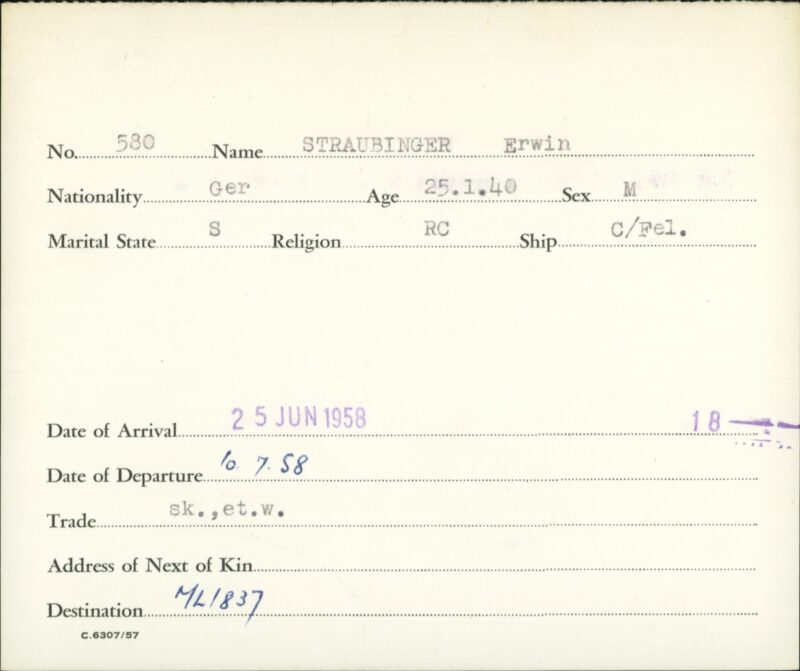 No. 580 Name STRAUBINGER Erwin
Nationality Ger Age 25.1.40 Sex M
Marital State S Religion RC Ship C/Fel.
Date of Arrival 25 JUN 1958 18
Date of Departure 10. 7. 58
Trade sk.,et.w.
Address of Next of Kin
Destination M/L1837
C.6307/57